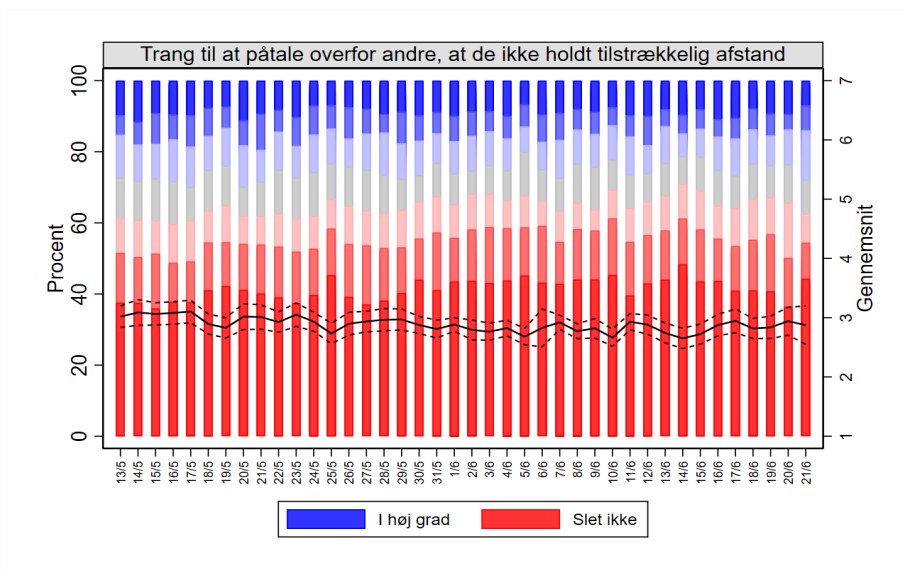 Trang til at påtale overfor andre, at de ikke holdt tilstrækkelig afstand
Procent
100
80
60
40
20
0
Gennemsnit
7
6
5
4
3
2
1
13/5 14/5 15/5 16/5 17/5 18/5 19/5 20/5 21/5 22/5 23/5 24/5 25/5 26/5 27/5 28/5 29/5 30/5 31/5 1/6 2/6 3/6 4/6 5/6 6/6 7/6 8/6 9/6 10/6 11/6 12/6 13/6 14/6 15/6 16/6 17/6 18/6 19/6 20/6 21/6
I høj grad Slet ikke